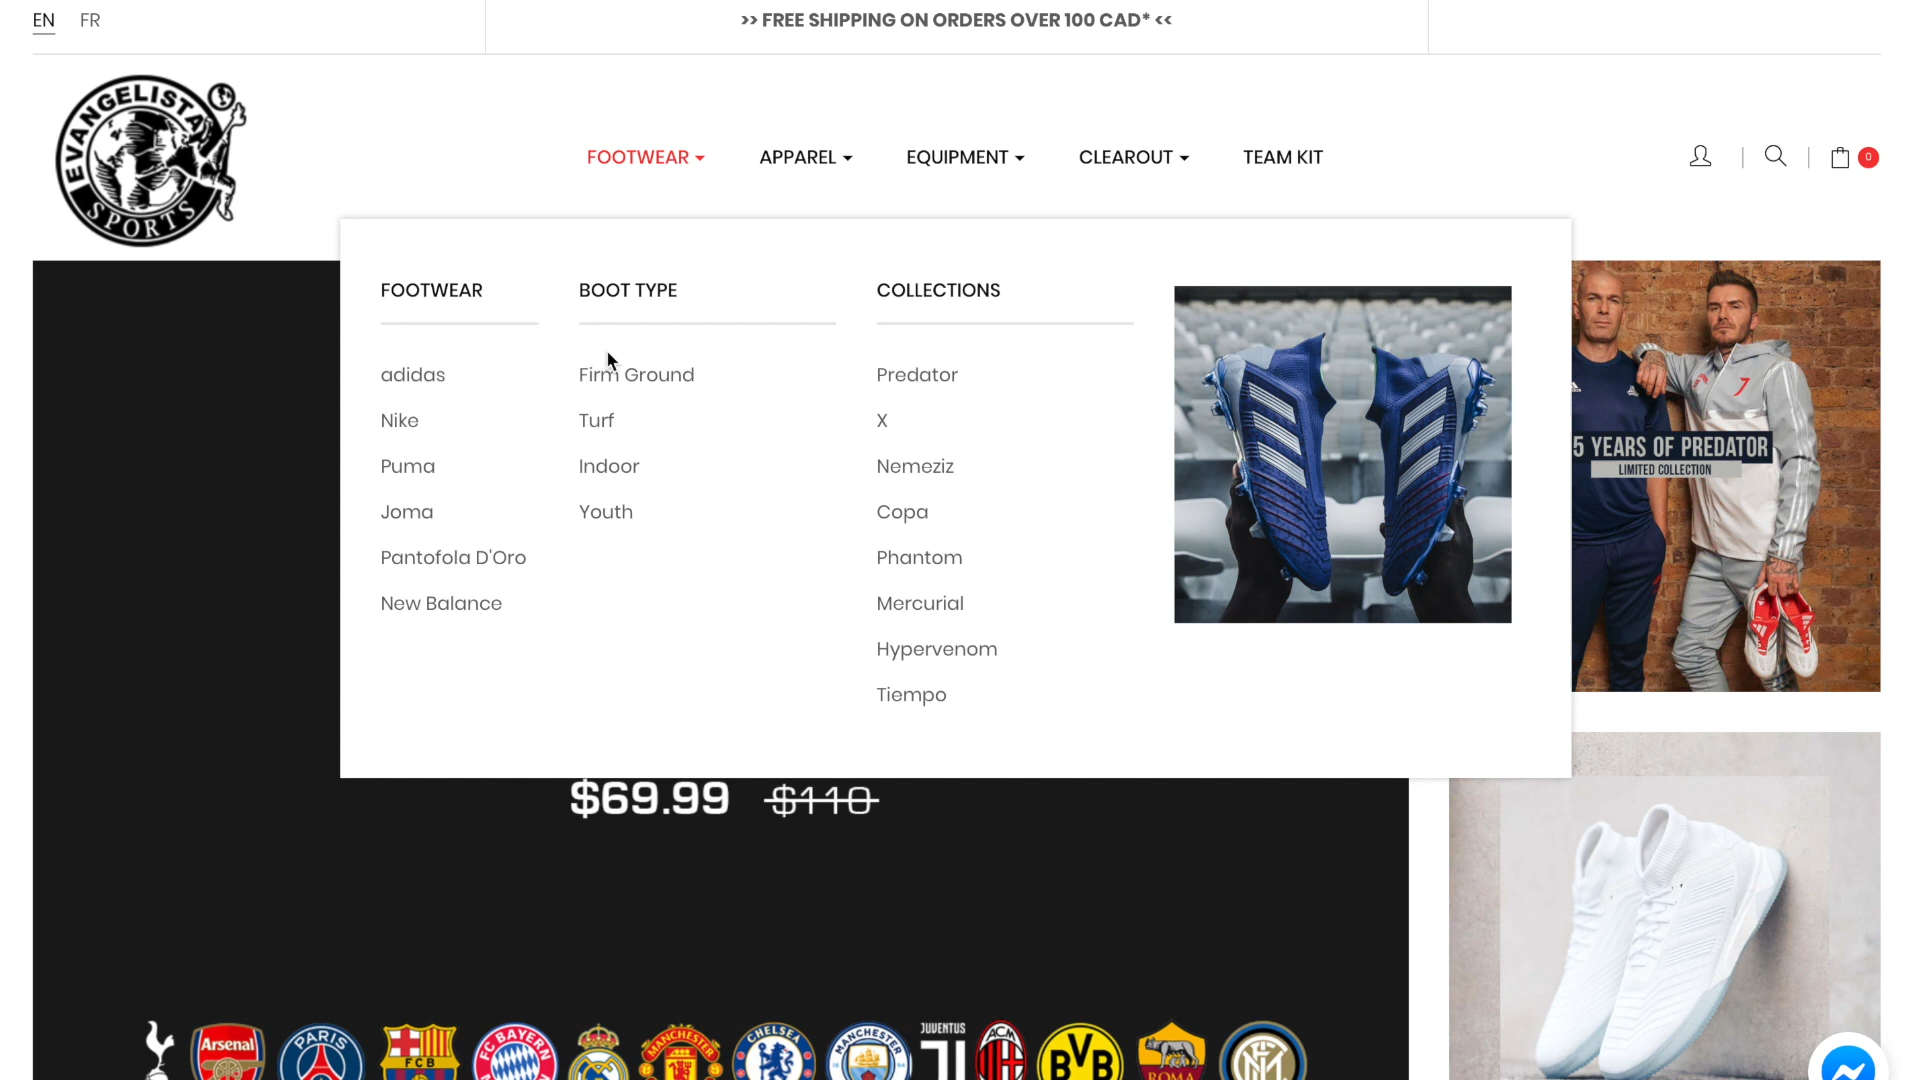 EN FR
>> FREE SHIPPING ON ORDERS OVER 100 CAD* <<
EVANGELISTA
SPORTS
FOOTWEAR APPAREL EQUIPMENT CLEAROUT TEAM KIT
0
FOOTWEAR
adidas
Nike
Puma
Joma
Pantofola D'Oro
New Balance
BOOT TYPE
Firm Ground
Turf
Indoor
Youth
COLLECTIONS
Predator
X
Nemeziz
Copa
Phantom
Mercurial
Hypervenom
Tiempo
5 YEARS OF PREDATOR
LIMITED COLLECTION
$69.99 $110
Arsenal
PARIS
FCB
FC BAYERN
MANCHESTER
CHELSEA
MANCHESTER
JUVENTUS
ACM
BVB
ROMA